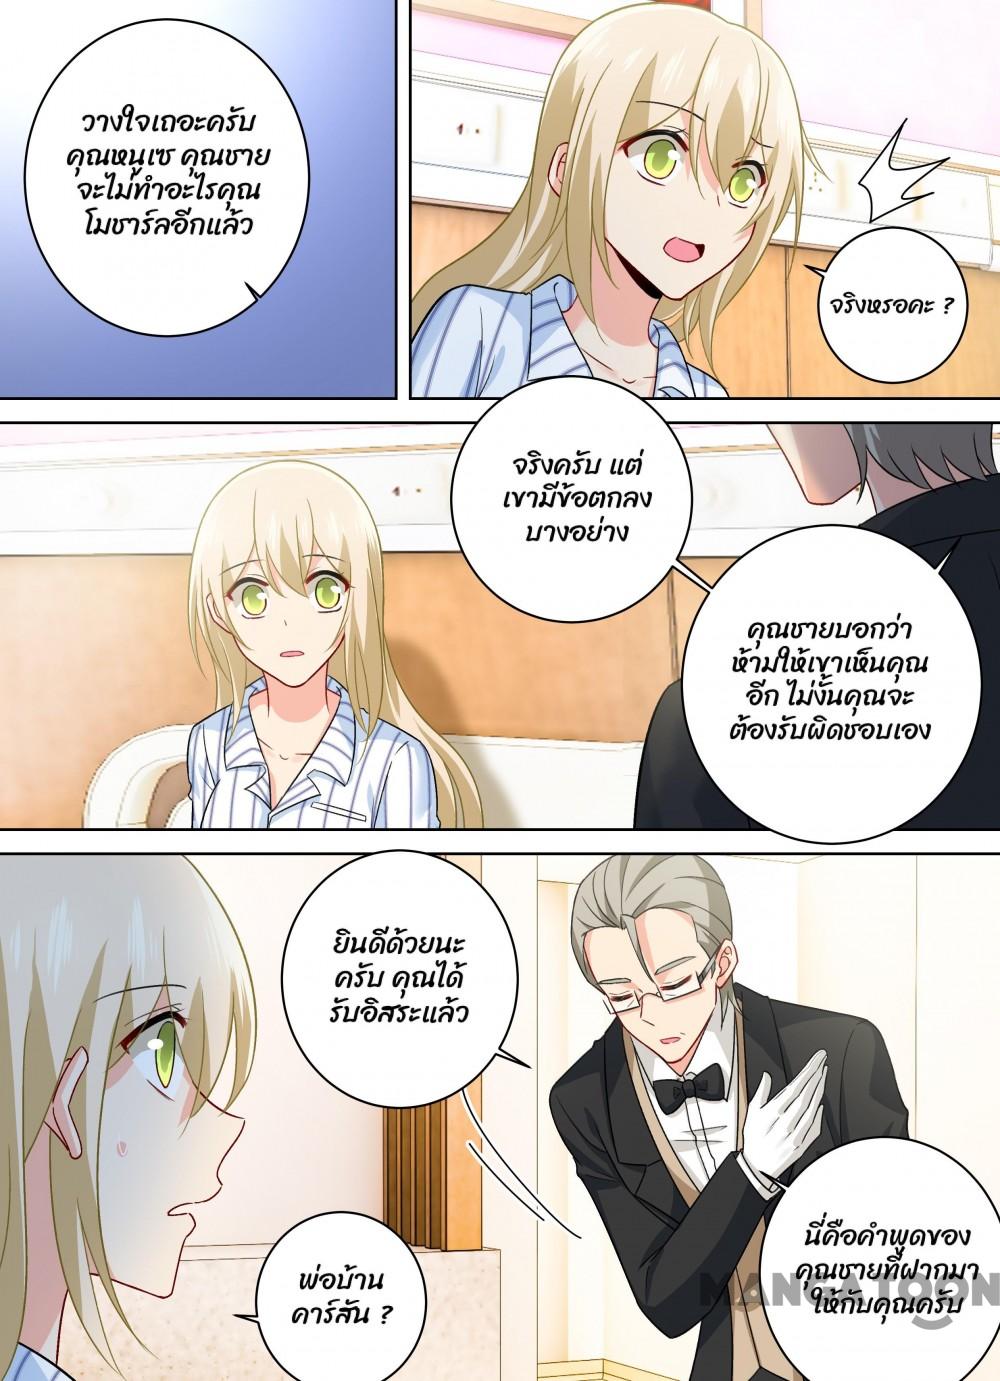 วางใจเถอะครับ
คุณหนูเซ คุณชาย
จะไม่ทำอะไรคุณ
โมชาร์ลอีกแล้ว
จริงหรอคะ ?
จริงครับ แต่
เขามีข้อตกลง
บางอย่าง
คุณชายบอกว่า
ห้ามให้เขาเห็นคุณ
อีก ไม่งั้นคุณจะ
ต้องรับผิดชอบเอง
ยินดีด้วยนะ
ครับ คุณได้
รับอิสระแล้ว
พ่อบ้าน
คาร์สัน ?
นี่คือคำพูดของ
คุณชายที่ฝากมา
ให้กับคุณครับ
MANGATOON